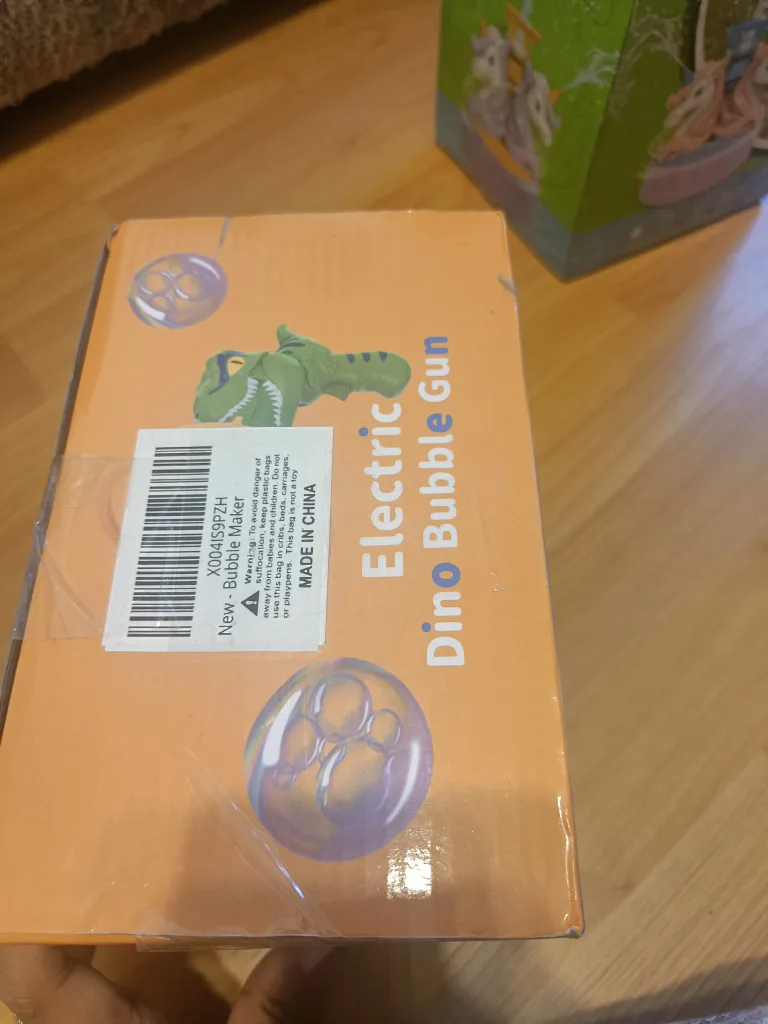 X004IS9PZH
New - Bubble Maker
Warning: To avoid danger of
suffocation, keep plastic bags
away from babies and children. Do not
use this bag in cribs, beds, carriages,
or playpens. This bag is not a toy
MADE IN CHINA
Electric
Dino Bubble Gun